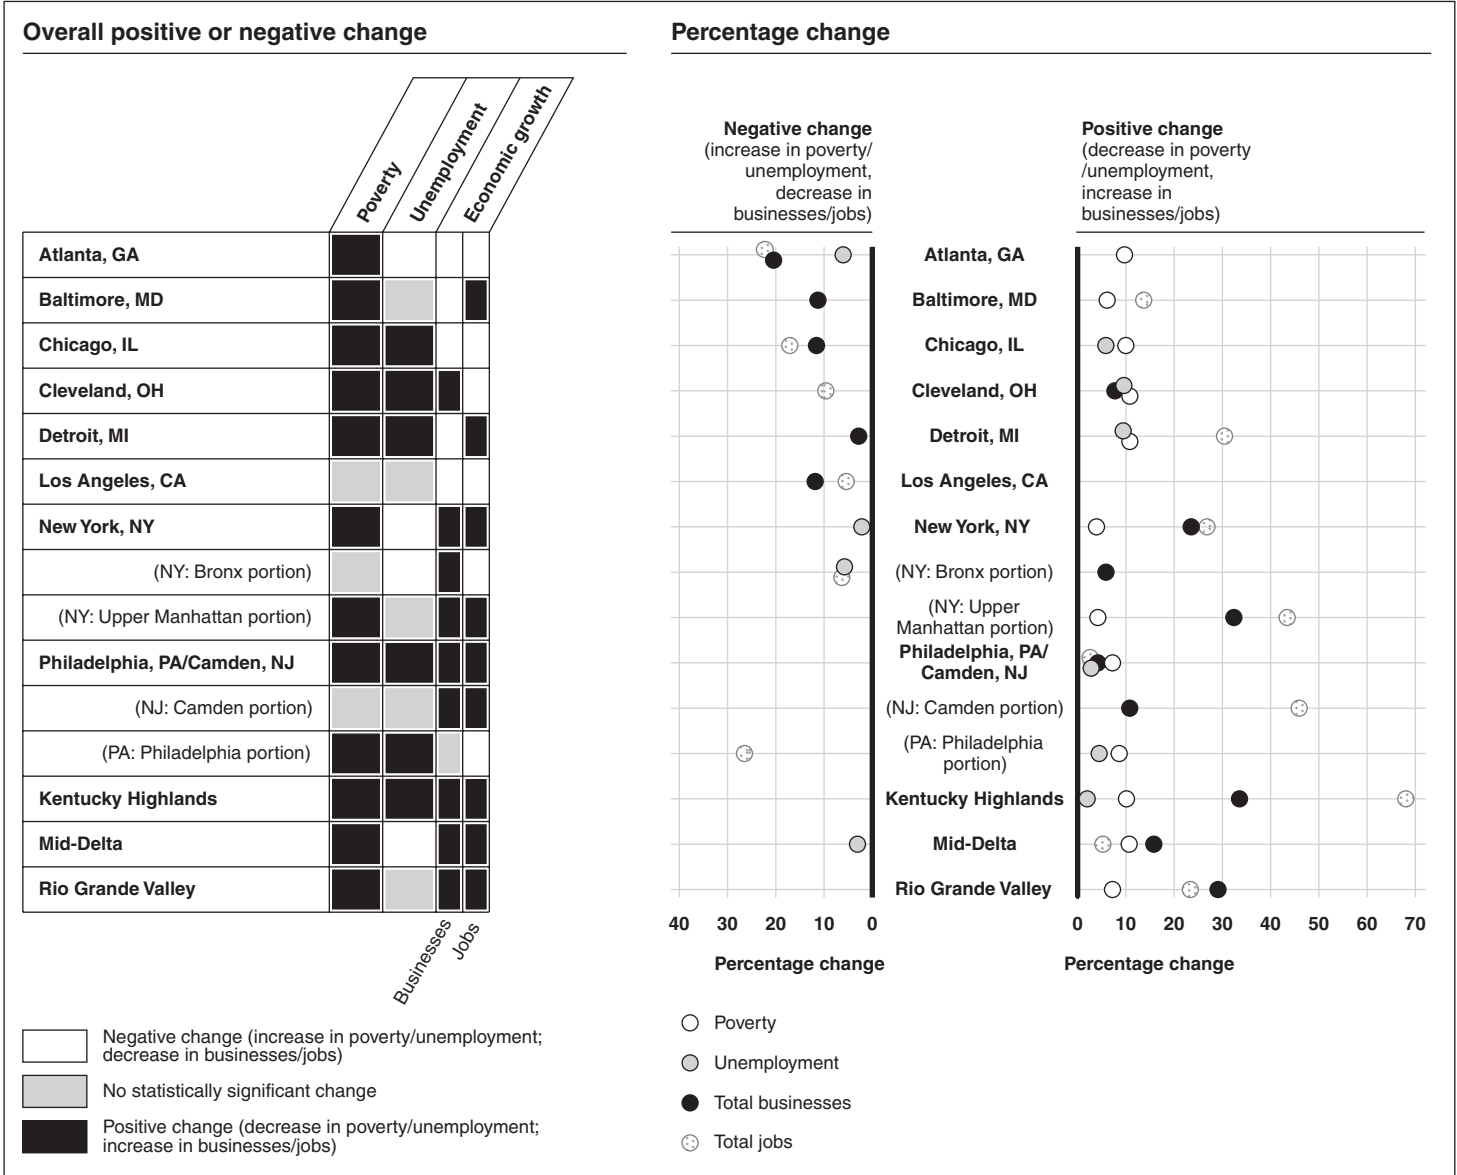 Overall positive or negative change
Poverty
Unemployment
Economic growth
Atlanta, GA
Baltimore, MD
Chicago, IL
Cleveland, OH
Detroit, MI
Los Angeles, CA
New York, NY
(NY: Bronx portion)
(NY: Upper Manhattan portion)
Philadelphia, PA/Camden, NJ
(NJ: Camden portion)
(PA: Philadelphia portion)
Kentucky Highlands
Mid-Delta
Rio Grande Valley
Businesses
Jobs
Negative change (increase in poverty/unemployment;
decrease in businesses/jobs)
No statistically significant change
Positive change (decrease in poverty/unemployment;
increase in businesses/jobs)
Percentage change
Negative change
(increase in poverty/
unemployment,
decrease in
businesses/jobs)
Positive change
(decrease in poverty
/unemployment,
increase in
businesses/jobs)
Atlanta, GA
Baltimore, MD
Chicago, IL
Cleveland, OH
Detroit, MI
Los Angeles, CA
New York, NY
(NY: Bronx portion)
(NY: Upper
Manhattan portion)
Philadelphia, PA/
Camden, NJ
(NJ: Camden portion)
(PA: Philadelphia
portion)
Kentucky Highlands
Mid-Delta
Rio Grande Valley
40 30 20 10 0
0 10 20 30 40 50 60 70
Percentage change
Percentage change
Poverty
Unemployment
Total businesses
Total jobs